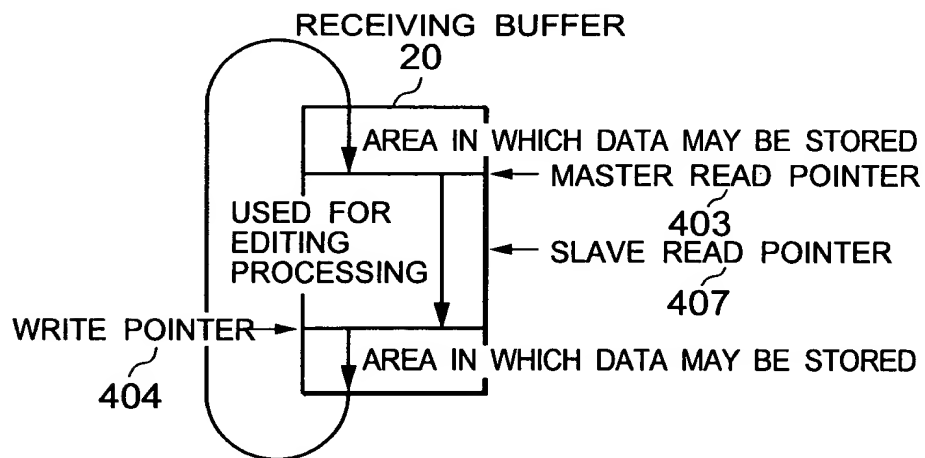 RECEIVING BUFFER
20
AREA IN WHICH DATA MAY BE STORED
MASTER READ POINTER
403
USED FOR
EDITING
PROCESSING
SLAVE READ POINTER
407
WRITE POINTER
404
AREA IN WHICH DATA MAY BE STORED